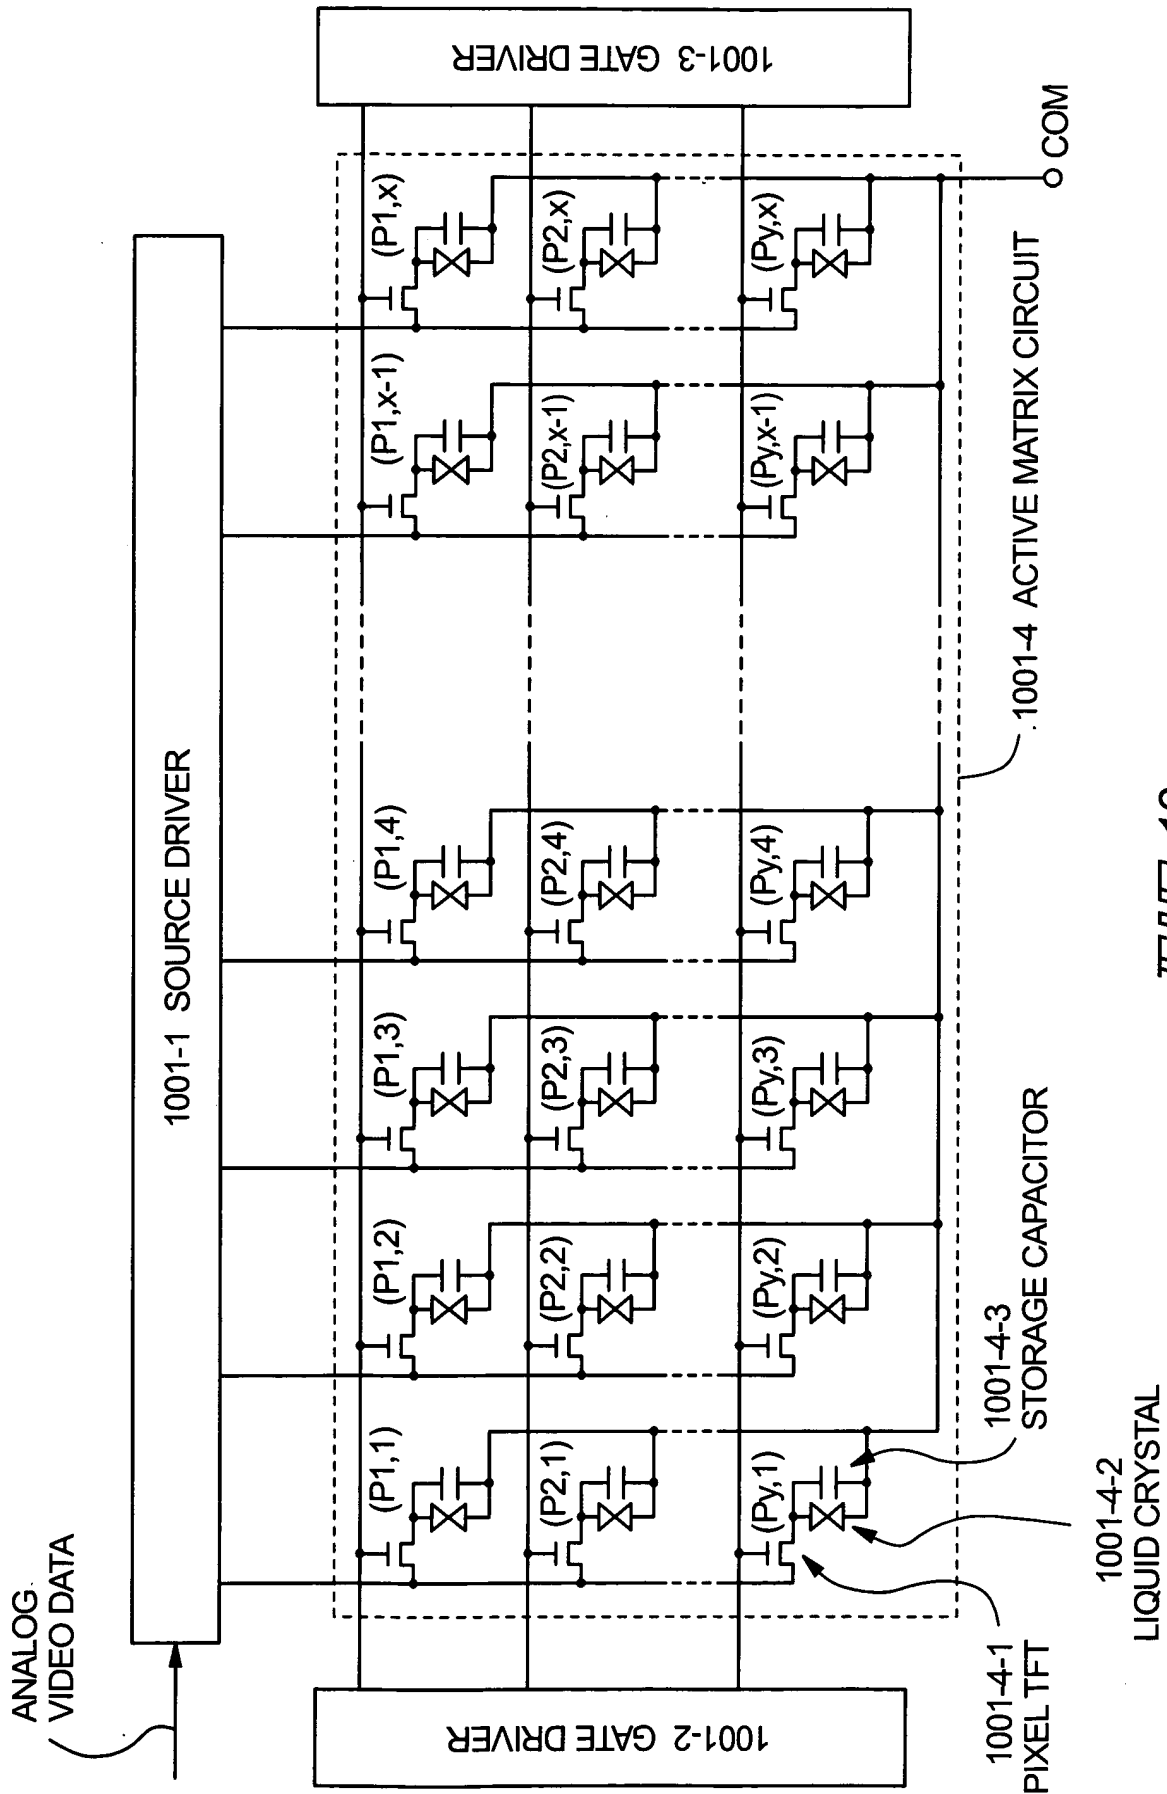 ANALOG
VIDEO DATA
1001-1 SOURCE DRIVER
1001-2 GATE DRIVER
1001-3 GATE DRIVER
(P1,1)
(P1,2)
(P1,3)
(P1,4)
(P1,x-1)
(P1,x)
(P2,1)
(P2,2)
(P2,3)
(P2,4)
(P2,x-1)
(P2,x)
(Py,1)
(Py,2)
(Py,3)
(Py,4)
(Py,x-1)
(Py,x)
COM
1001-4-1
PIXEL TFT
1001-4-2
LIQUID CRYSTAL
1001-4-3
STORAGE CAPACITOR
1001-4 ACTIVE MATRIX CIRCUIT